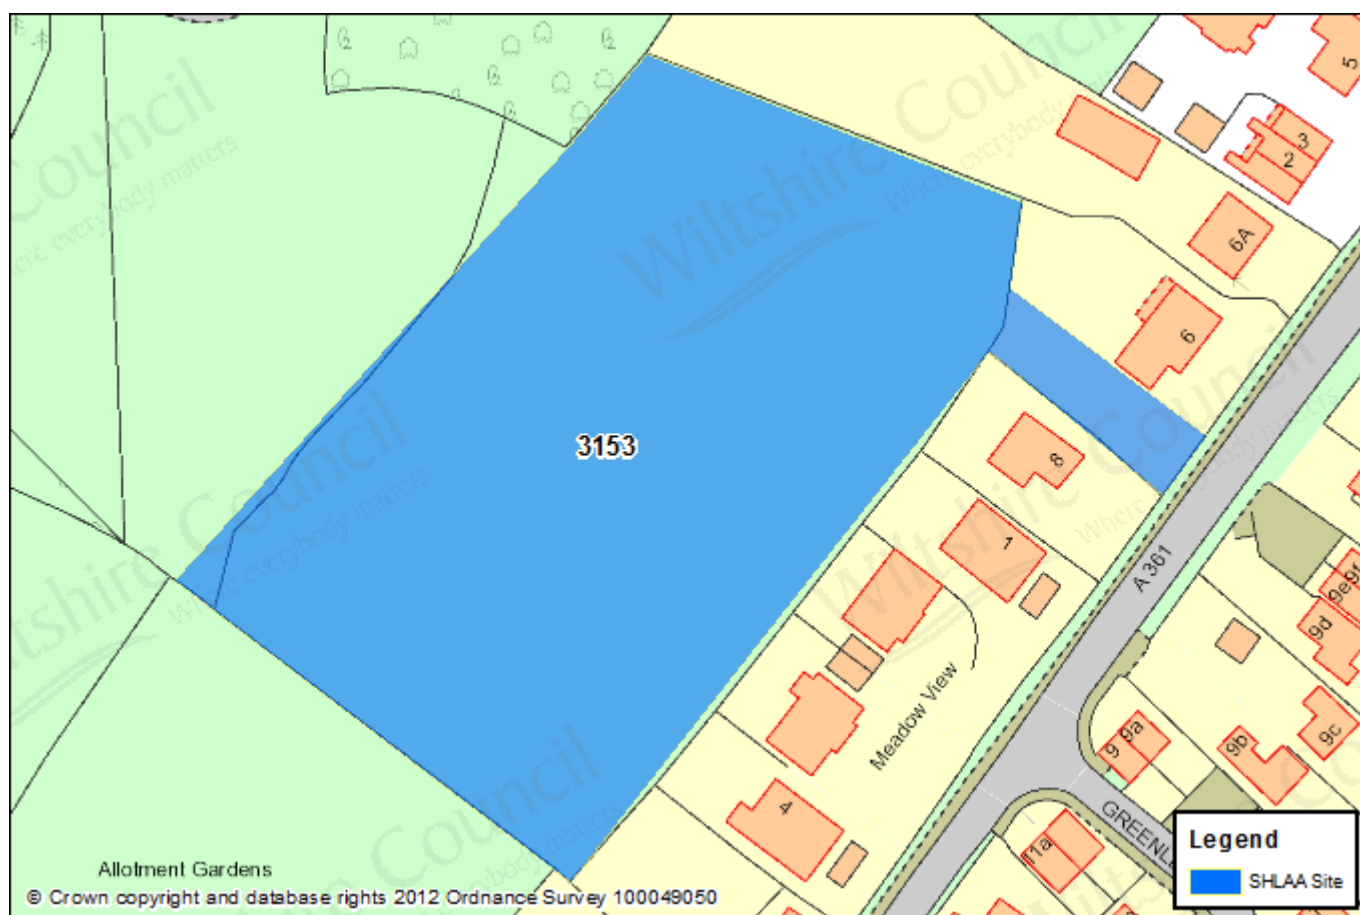 5
3
2
6A
6
3153
8
1
A 361
9f
9e
9d
Meadow View
9a
9
9b
9c
4
11a
GREENL
Legend
SHLAA Site
Allotment Gardens
© Crown copyright and database rights 2012 Ordnance Survey 100049050
Wiltshire Council
Where everybody matters